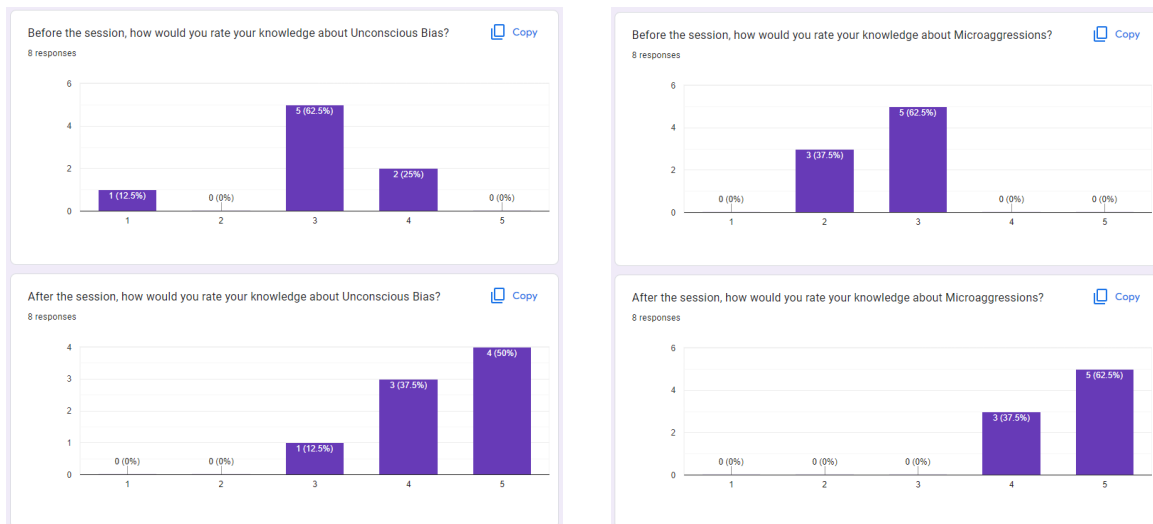 Before the session, how would you rate your knowledge about Unconscious Bias?
Copy
8 responses
6
4
2
0
1 (12.5%)
0 (0%)
5 (62.5%)
2 (25%)
0 (0%)
1 2 3 4 5
After the session, how would you rate your knowledge about Unconscious Bias?
Copy
8 responses
4
3
2
1
0
0 (0%)
0 (0%)
1 (12.5%)
3 (37.5%)
4 (50%)
1 2 3 4 5
Before the session, how would you rate your knowledge about Microaggressions?
Copy
8 responses
6
4
2
0
0 (0%)
3 (37.5%)
5 (62.5%)
0 (0%)
0 (0%)
1 2 3 4 5
After the session, how would you rate your knowledge about Microaggressions?
Copy
8 responses
6
4
2
0
0 (0%)
0 (0%)
0 (0%)
3 (37.5%)
5 (62.5%)
1 2 3 4 5